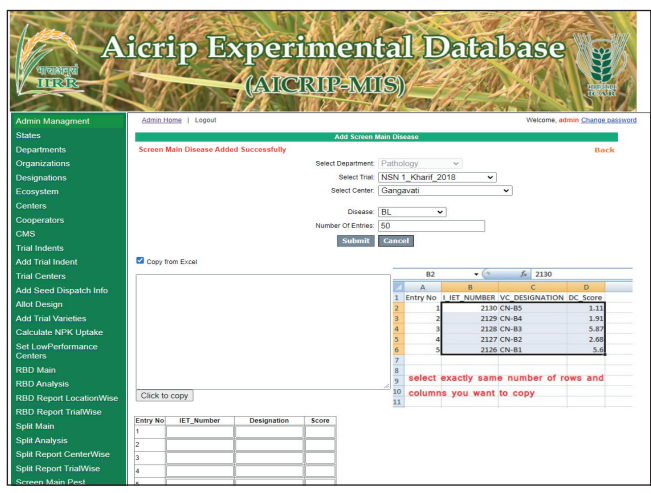 Aicrip Experimental Database
(AICRIP-MIS)
IIRR
ICAR
Admin Managment
States
Departments
Organizations
Designations
Ecosystem
Centers
Cooperators
CMS
Trial Indents
Add Trial Indent
Trial Centers
Add Seed Dispatch Info
Allot Design
Add Trial Varieties
Calculate NPK Uptake
Set LowPerformance
Centers
RBD Main
RBD Analysis
RBD Report LocationWise
RBD Report TrialWise
Split Main
Split Analysis
Split Report CenterWise
Split Report TrialWise
Screen Main Pest
Admin Home | Logout
Welcome, admin Change password
Add Screen Main Disease
Screen Main Disease Added Successfully
Back
Select Department: Pathology
Select Trial: NSN 1_Kharif_2018
Select Center: Gangavati
Disease: BL
Number Of Entries: 50
Submit Cancel
Copy from Excel
Click to copy
B2 fx 2130
A B C D
1 Entry No I_IET_NUMBER VC_DESIGNATION DC_Score
2 1 2130 CN-B5 1.11
3 2 2129 CN-B4 1.91
4 3 2128 CN-B3 5.87
5 4 2127 CN-B2 2.68
6 5 2126 CN-B1 5.6
7
8
9
10
11
select exactly same number of rows and
columns you want to copy
Entry No IET_Number Designation Score
1
2
3
4